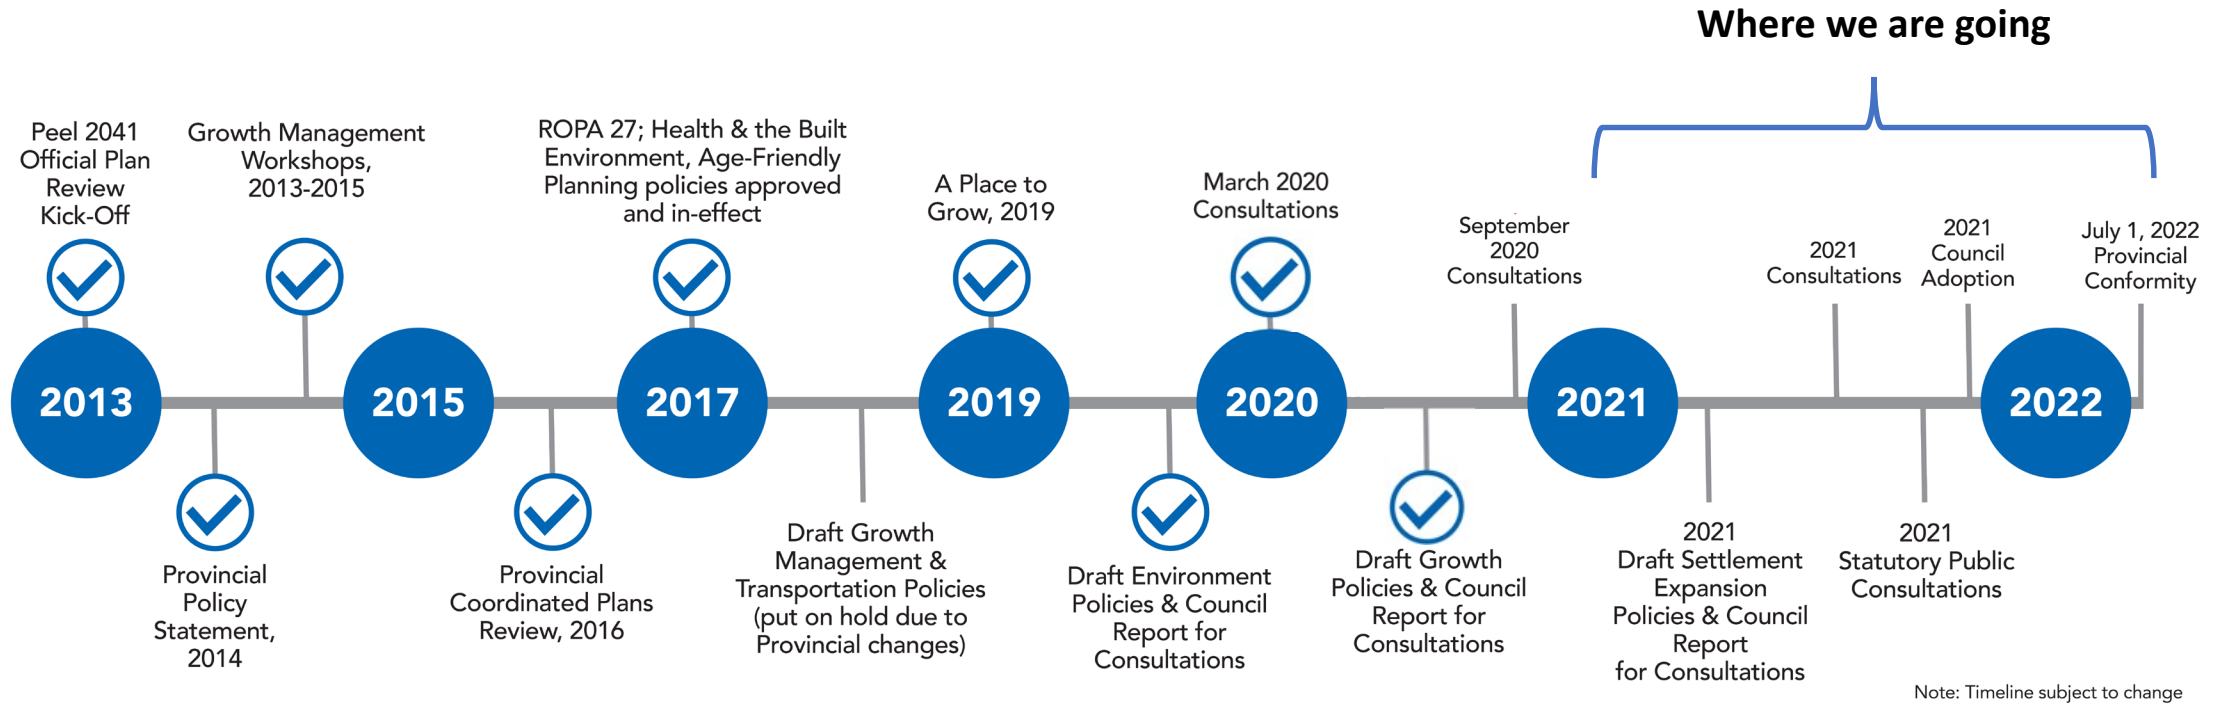 Where we are going
Peel 2041
Official Plan
Review
Kick-Off
Growth Management
Workshops,
2013-2015
ROPA 27; Health & the Built
Environment, Age-Friendly
Planning policies approved
and in-effect
A Place to
Grow, 2019
March 2020
Consultations
September
2020
Consultations
2021
Consultations
2021
Council
Adoption
July 1, 2022
Provincial
Conformity
2013
2015
2017
2019
2020
2021
2022
Provincial
Policy
Statement,
2014
Provincial
Coordinated Plans
Review, 2016
Draft Growth
Management &
Transportation Policies
(put on hold due to
Provincial changes)
Draft Environment
Policies & Council
Report for
Consultations
Draft Growth
Policies & Council
Report for
Consultations
2021
Draft Settlement
Expansion
Policies & Council
Report
for Consultations
2021
Statutory Public
Consultations
Note: Timeline subject to change